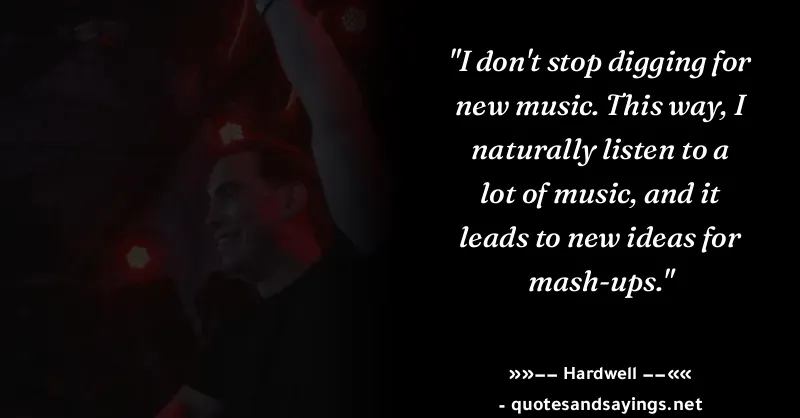 "I don't stop digging for
new music. This way, I
naturally listen to a
lot of music, and it
leads to new ideas for
mash-ups."
»»–– Hardwell ––««
- quotesandsayings.net